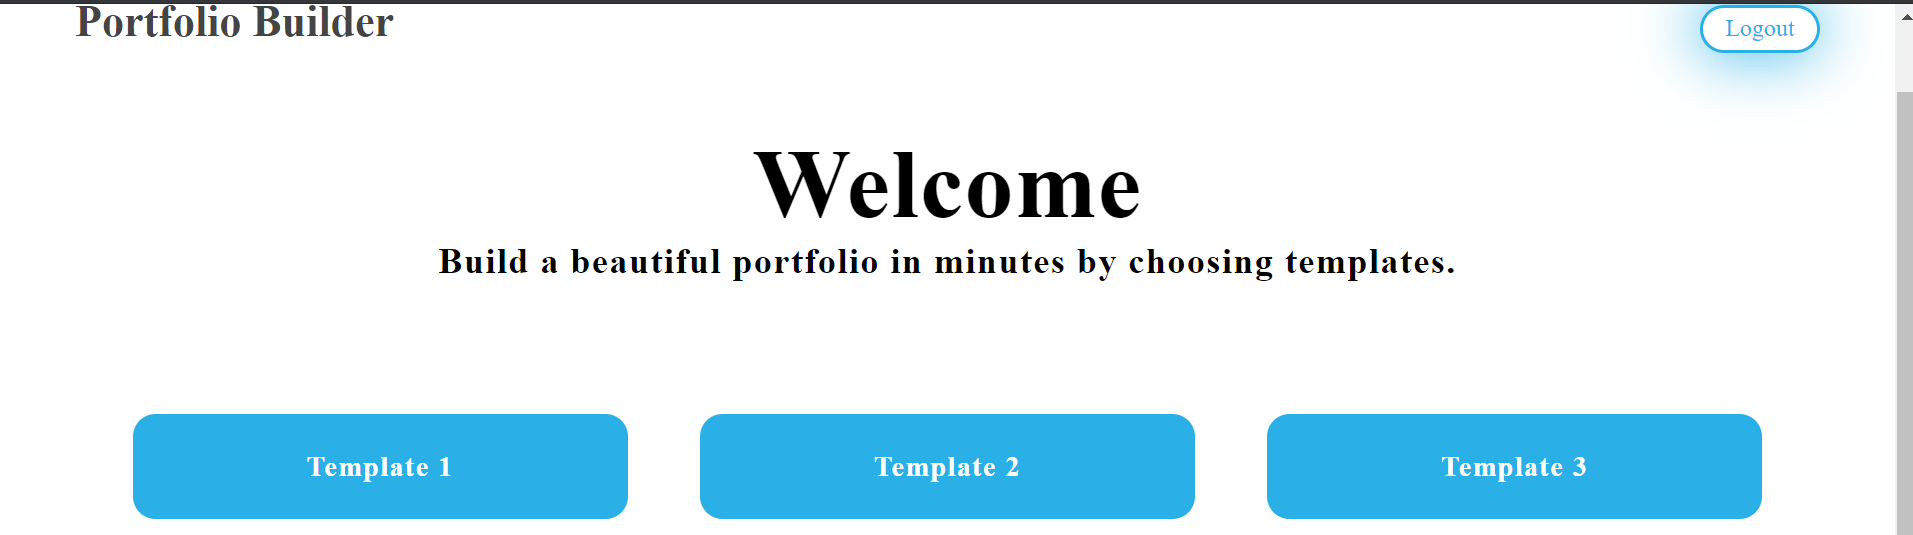 Portfolio Builder
Logout
Welcome
Build a beautiful portfolio in minutes by choosing templates.
Template 1
Template 2
Template 3